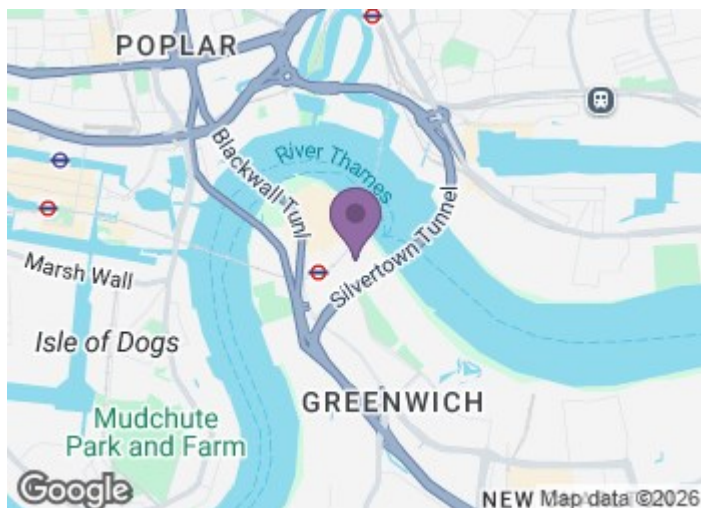 POPLAR
Blackwall Tunl
River Thames
Silvertown Tunnel
Marsh Wall
Isle of Dogs
GREENWICH
Mudchute
Park and Farm
Google
NEW
Map data ©2026